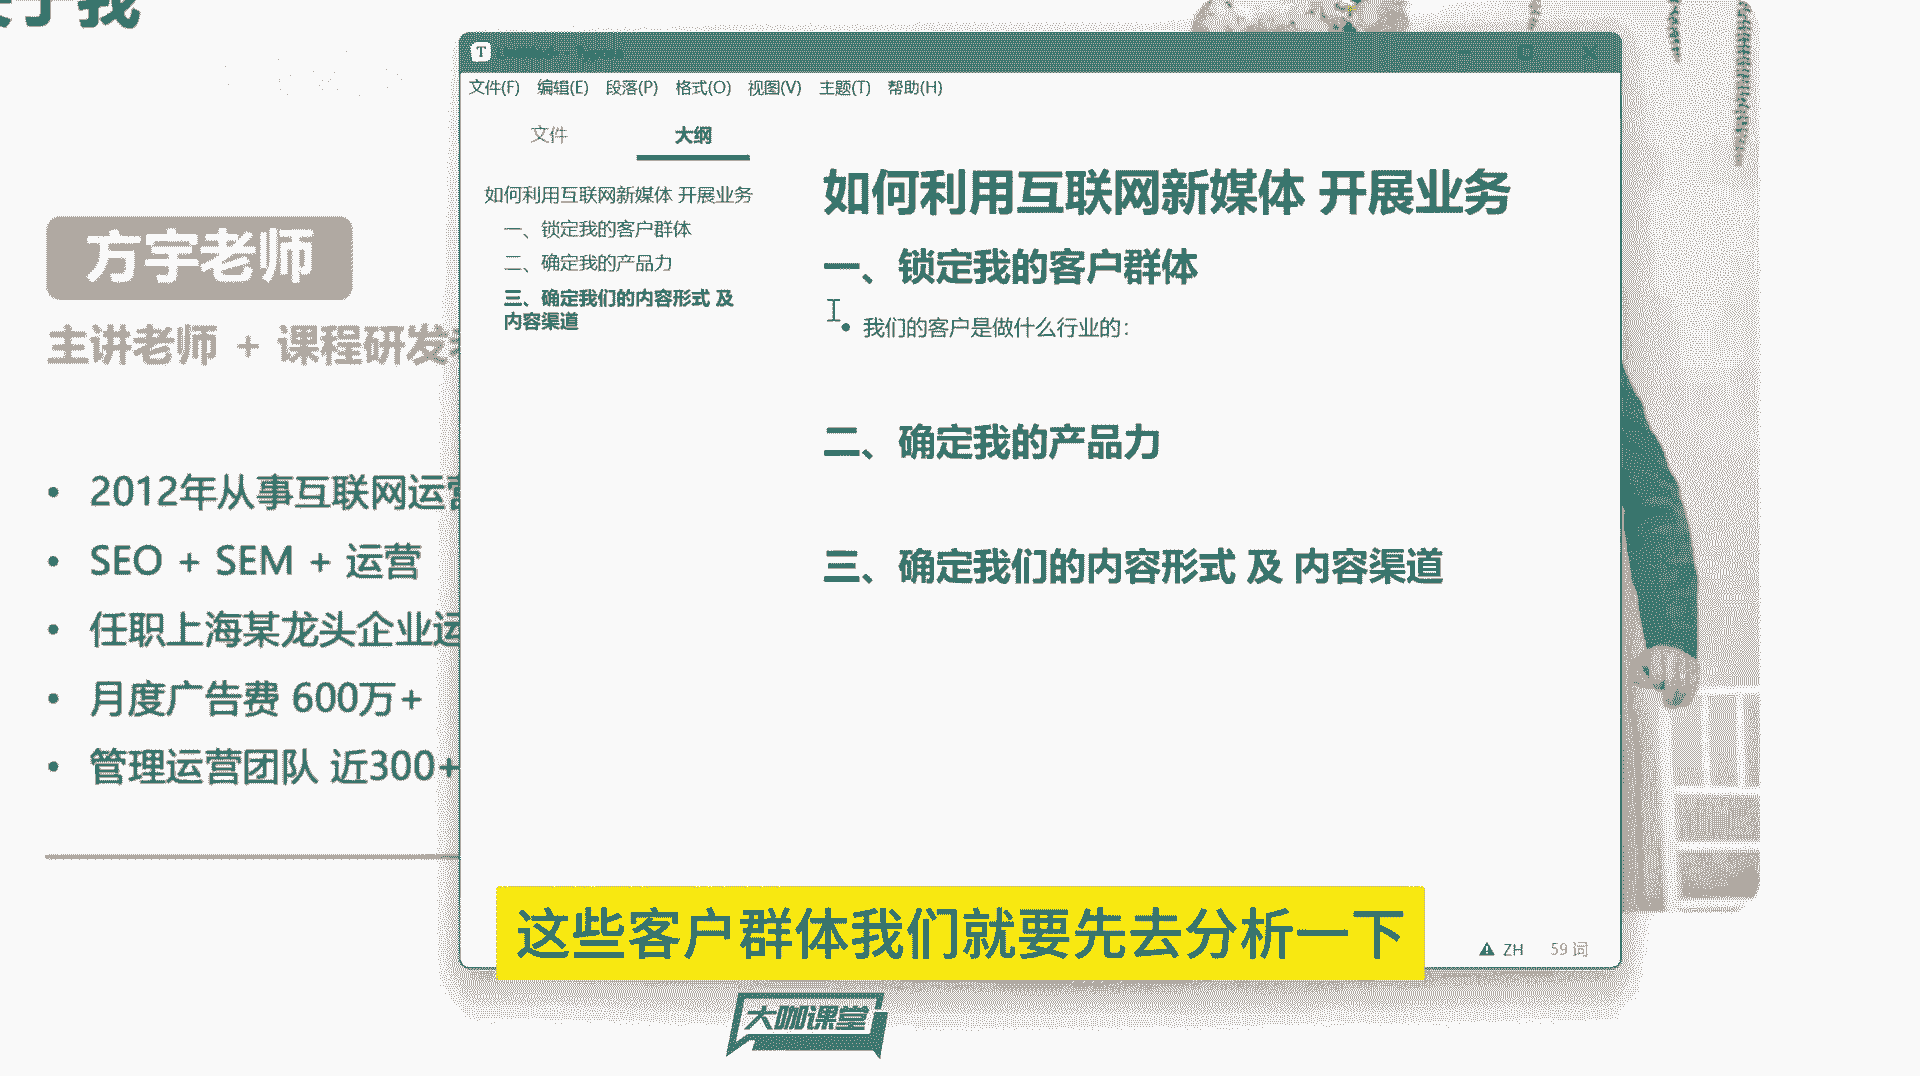 方宇老师
主讲老师 + 课程研发
2012年从事互联网运营
SEO + SEM + 运营
任职上海某龙头企业运
月度广告费 600万+
管理运营团队 近300+
T
文件(F) 编辑(E) 段落(P) 格式(O) 视图(V) 主题(T) 帮助(H)
文件 大纲
如何利用互联网新媒体 开展业务
一、锁定我的客户群体
二、确定我的产品力
三、确定我们的内容形式 及
内容渠道
如何利用互联网新媒体 开展业务
一、锁定我的客户群体
我们的客户是做什么行业的：
二、确定我的产品力
三、确定我们的内容形式 及 内容渠道
ZH 59 词
这些客户群体我们就要先去分析一下
大咖课堂